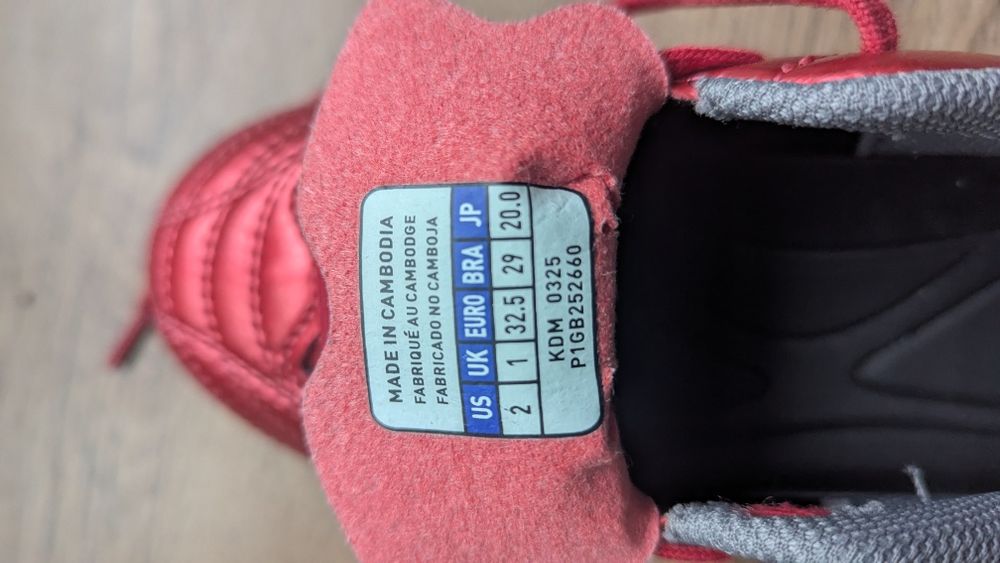 MADE IN CAMBODIA
FABRIQUÉ AU CAMBODGE
FABRICADO NO CAMBOJA
US UK EURO BRA JP
2 1 32.5 29 20.0
KDM 0325
P1GB252660